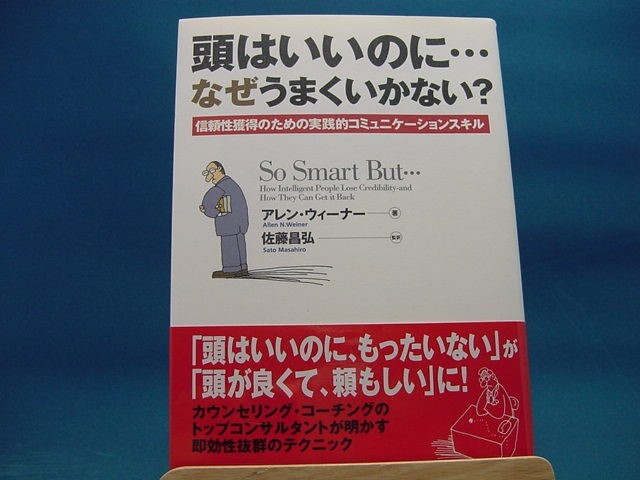 頭はいいのに…
なぜうまくいかない?
信頼性獲得のための実践的コミュニケーションスキル
So Smart But…
How Intelligent People Lose Credibility-and
How They Can Get it Back
アレン・ウィーナー 著
Allen N.Weiner
佐藤昌弘 監訳
Sato Masahiro
「頭はいいのに、もったいない」が
「頭が良くて、頼もしい」に!
カウンセリング・コーチングの
トップコンサルタントが明かす
即効性抜群のテクニック